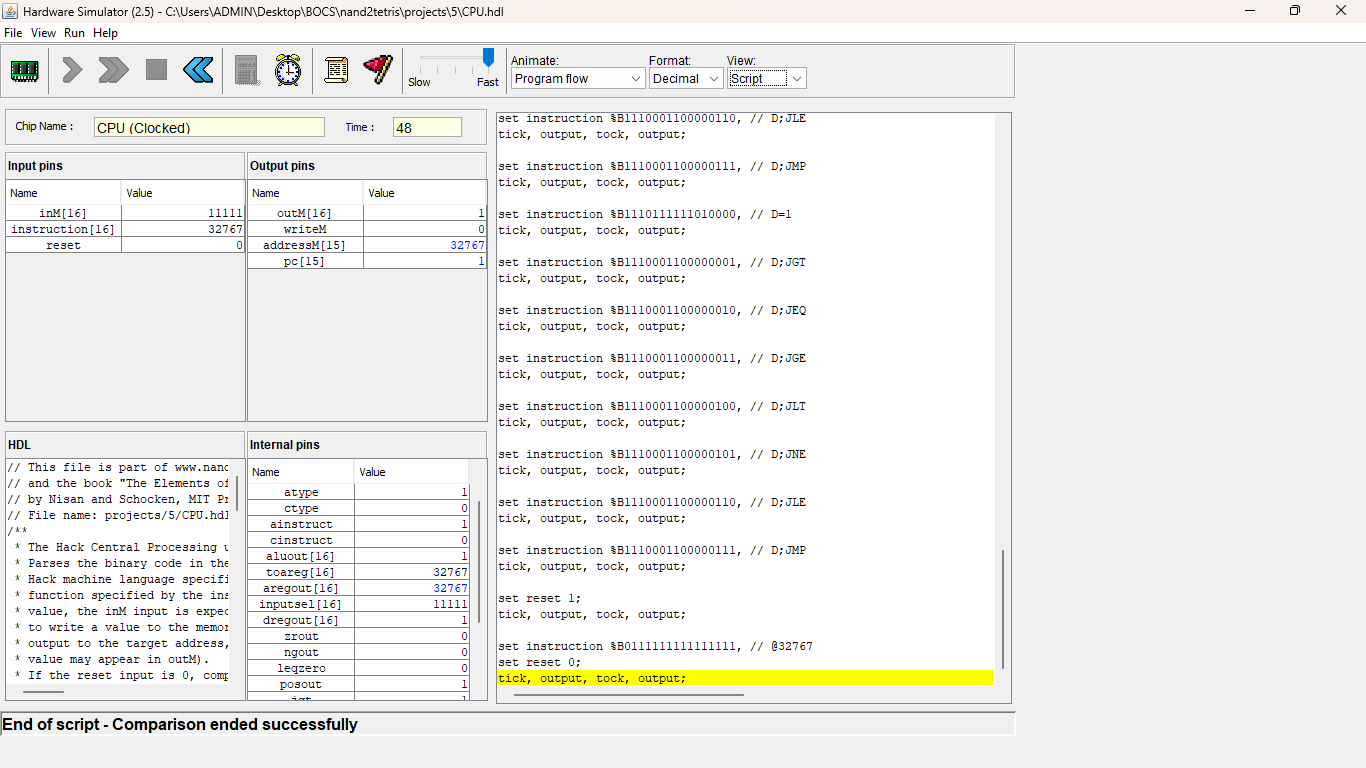 Hardware Simulator (2.5) - C:\Users\ADMIN\Desktop\BOCS\nand2tetris\projects\5\CPU.hdl
File View Run Help
Slow Fast
Animate: Format: View:
Program flow Decimal Script
Chip Name : CPU (Clocked) Time : 48
Input pins
Name Value
inM[16] 11111
instruction[16] 32767
reset 0
Output pins
Name Value
outM[16] 1
writeM 0
addressM[15] 32767
pc[15] 1
HDL
// This file is part of www.nand
// and the book "The Elements of
// by Nisan and Schocken, MIT Pr
// File name: projects/5/CPU.hdl
/**
* The Hack Central Processing u
* Parses the binary code in the
* Hack machine language specifi
* function specified by the ins
* value, the inM input is expec
* to write a value to the memor
* output to the target address,
* value may appear in outM).
* If the reset input is 0, comp
Internal pins
Name Value
atype 1
ctype 0
ainstruct 1
cinstruct 0
aluout[16] 1
toareg[16] 32767
aregout[16] 32767
inputsel[16] 11111
dregout[16] 1
zrout 0
ngout 0
leqzero 0
posout 1
set instruction %B1110001100000110, // D;JLE
tick, output, tock, output;
set instruction %B1110001100000111, // D;JMP
tick, output, tock, output;
set instruction %B1110111111010000, // D=1
tick, output, tock, output;
set instruction %B1110001100000001, // D;JGT
tick, output, tock, output;
set instruction %B1110001100000010, // D;JEQ
tick, output, tock, output;
set instruction %B1110001100000011, // D;JGE
tick, output, tock, output;
set instruction %B1110001100000100, // D;JLT
tick, output, tock, output;
set instruction %B1110001100000101, // D;JNE
tick, output, tock, output;
set instruction %B1110001100000110, // D;JLE
tick, output, tock, output;
set instruction %B1110001100000111, // D;JMP
tick, output, tock, output;
set reset 1;
tick, output, tock, output;
set instruction %B0111111111111111, // @32767
set reset 0;
tick, output, tock, output;
End of script - Comparison ended successfully